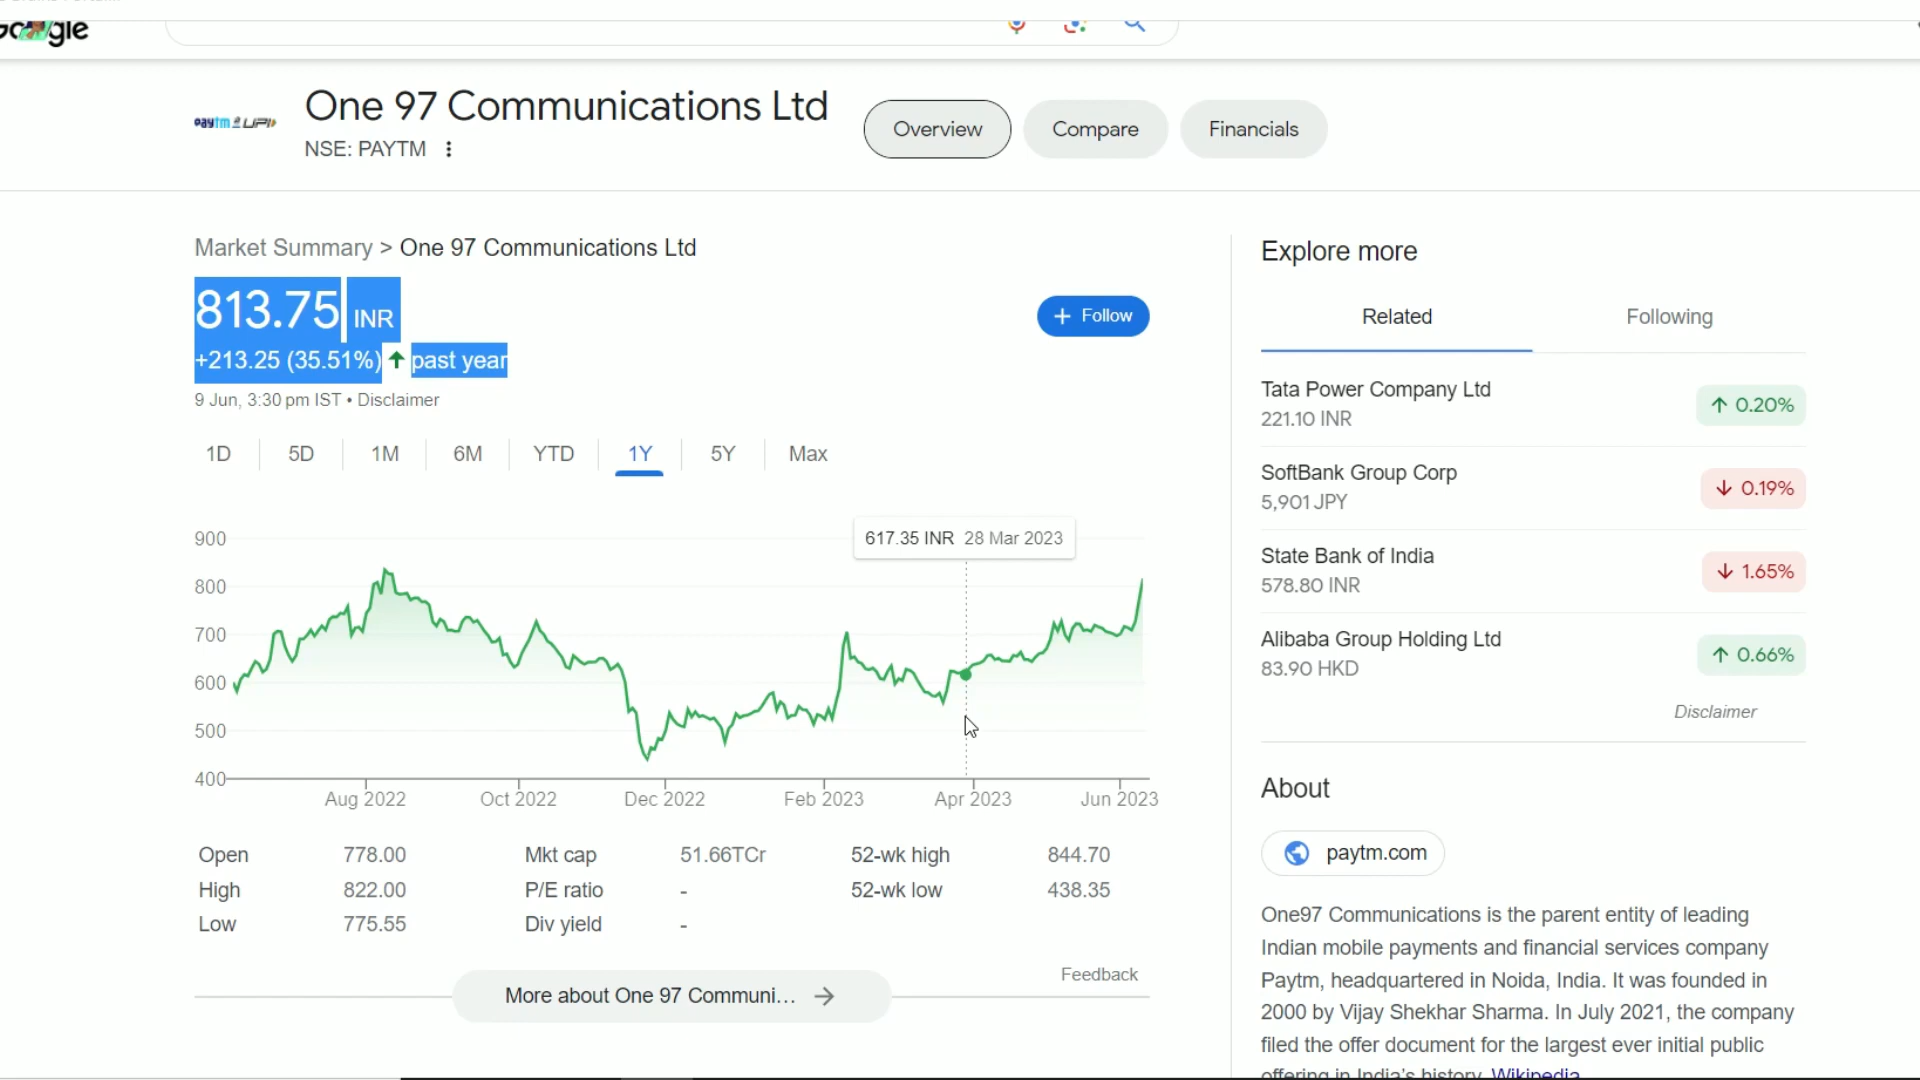 One 97 Communications Ltd
NSE: PAYTM
paytm UPI
Overview
Compare
Financials
Market Summary > One 97 Communications Ltd
813.75 INR
+213.25 (35.51%) past year
9 Jun, 3:30 pm IST • Disclaimer
+ Follow
1D 5D 1M 6M YTD 1Y 5Y Max
617.35 INR 28 Mar 2023
900
800
700
600
500
400
Aug 2022 Oct 2022 Dec 2022 Feb 2023 Apr 2023 Jun 2023
Open 778.00 Mkt cap 51.66TCr 52-wk high 844.70
High 822.00 P/E ratio - 52-wk low 438.35
Low 775.55 Div yield -
Feedback
More about One 97 Communi...
Explore more
Related Following
Tata Power Company Ltd
221.10 INR
0.20%
SoftBank Group Corp
5,901 JPY
0.19%
State Bank of India
578.80 INR
1.65%
Alibaba Group Holding Ltd
83.90 HKD
0.66%
Disclaimer
About
paytm.com
One97 Communications is the parent entity of leading
Indian mobile payments and financial services company
Paytm, headquartered in Noida, India. It was founded in
2000 by Vijay Shekhar Sharma. In July 2021, the company
filed the offer document for the largest ever initial public
offering in India's history. Wikipedia